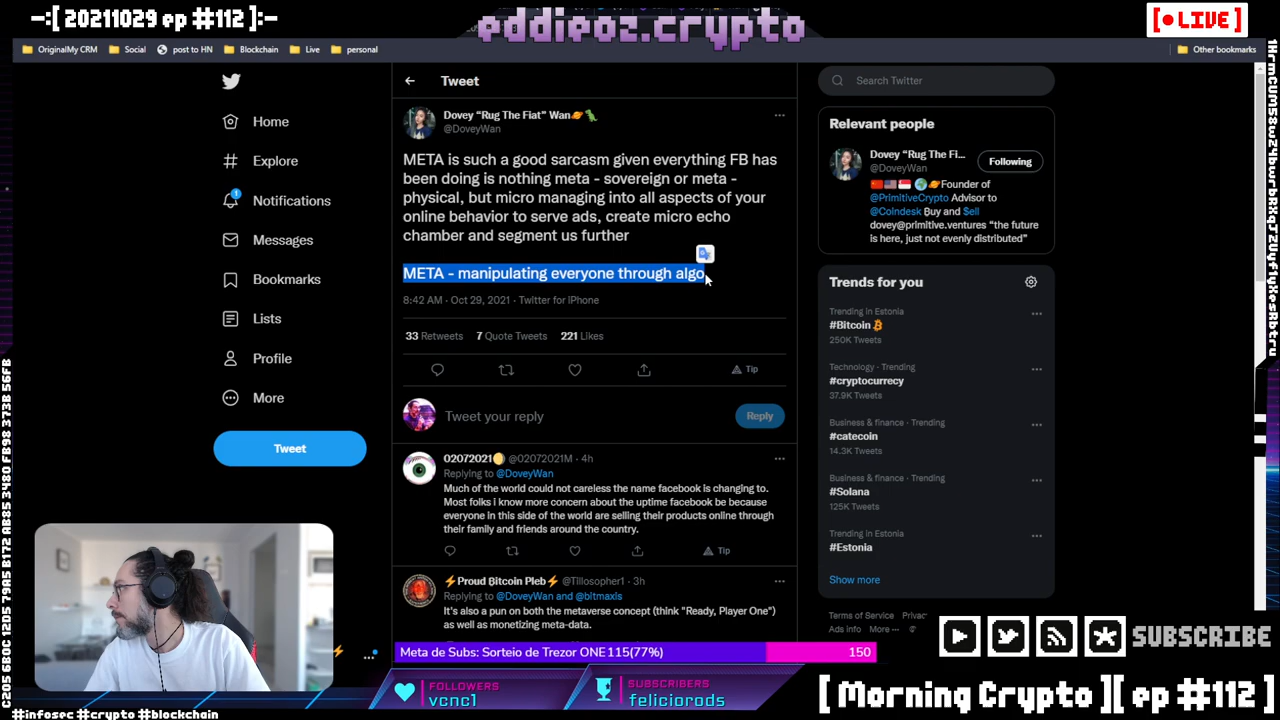 -:[ 20211029 ep #112 ]:-
eddieoz.crypto
[● LIVE]
OriginalMy CRM
Social
post to HN
Blockchain
Live
personal
Other bookmarks
Home
Explore
1
Notifications
Messages
Bookmarks
Lists
Profile
More
Tweet
Tweet
Dovey “Rug The Fiat” Wan🪐🦖
@DoveyWan
META is such a good sarcasm given everything FB has
been doing is nothing meta - sovereign or meta -
physical, but micro managing into all aspects of your
online behavior to serve ads, create micro echo
chamber and segment us further
META - manipulating everyone through algo
8:42 AM · Oct 29, 2021 · Twitter for iPhone
33 Retweets 7 Quote Tweets 221 Likes
Tip
Tweet your reply
Reply
02072021🌖 @02072021M · 4h
Replying to @DoveyWan
Much of the world could not careless the name facebook is changing to.
Most folks i know more concern about the uptime facebook be because
everyone in this side of the world are selling their products online through
their family and friends around the country.
Tip
⚡Proud ₿itcoin Pleb⚡ @Tillosopher1 · 3h
Replying to @DoveyWan and @bitmaxis
It's also a pun on both the metaverse concept (think "Ready, Player One")
as well as monetizing meta-data.
Search Twitter
Relevant people
Dovey “Rug The Fi...
@DoveyWan
Following
🇨🇳🇺🇸🇸🇬🌍🪐Founder of
@PrimitiveCrypto Advisor to
@Coindesk Buy and $ell
dovey@primitive.ventures “the future
is here, just not evenly distributed”
Trends for you
Trending in Estonia
#Bitcoin
250K Tweets
Technology · Trending
#cryptocurrecy
37.9K Tweets
Business & finance · Trending
#catecoin
14.3K Tweets
Business & finance · Trending
#Solana
125K Tweets
Trending in Estonia
#Estonia
Show more
Terms of Service Privac
Ads info More ···
SUBSCRIBE
Meta de Subs: Sorteio de Trezor ONE 115(77%) 150
FOLLOWERS
vcnc1
SUBSCRIBERS
feliciorods
[ Morning Crypto ][ ep #112 ]
#infosec #crypto #blockchain